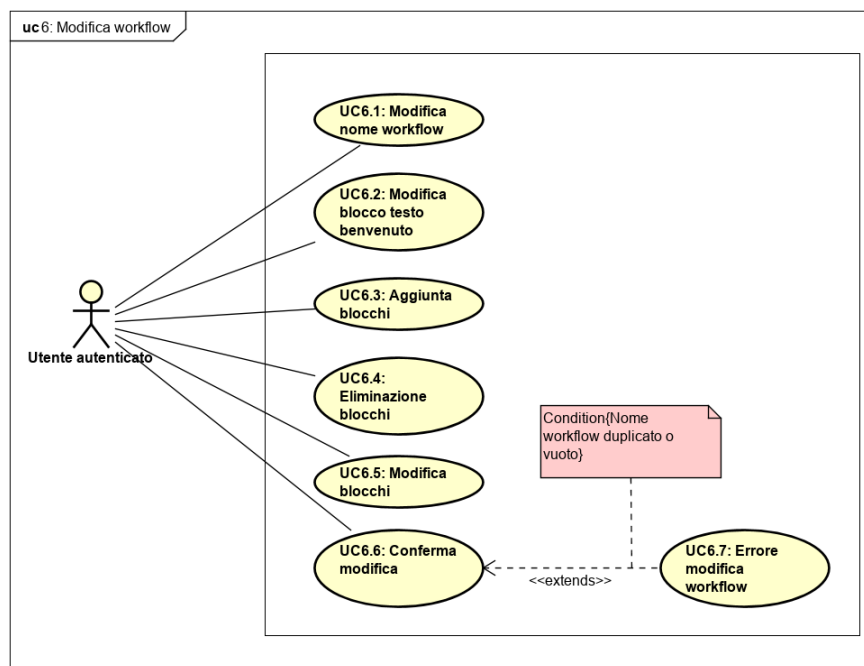 uc 6: Modifica workflow
UC6.1: Modifica
nome workflow
UC6.2: Modifica
blocco testo
benvenuto
UC6.3: Aggiunta
blocchi
Utente autenticato
UC6.4:
Eliminazione
blocchi
Condition{Nome
workflow duplicato o
vuoto}
UC6.5: Modifica
blocchi
UC6.6: Conferma
modifica
<<extends>>
UC6.7: Errore
modifica
workflow